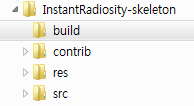 InstantRadiosity-skeleton
build
contrib
res
src